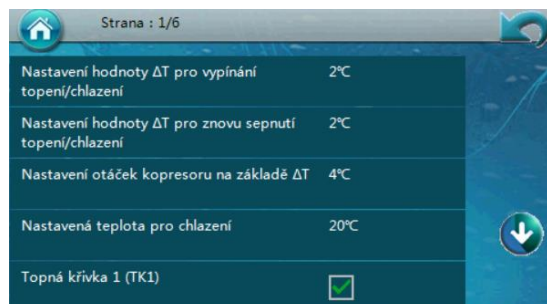 Strana : 1/6
Nastavení hodnoty ΔT pro vypínání 2℃
topení/chlazení
Nastavení hodnoty ΔT pro znovu sepnutí 2℃
topení/chlazení
Nastavení otáček kopresoru na základě ΔT 4℃
Nastavená teplota pro chlazení 20℃
Topná křivka 1 (TK1)